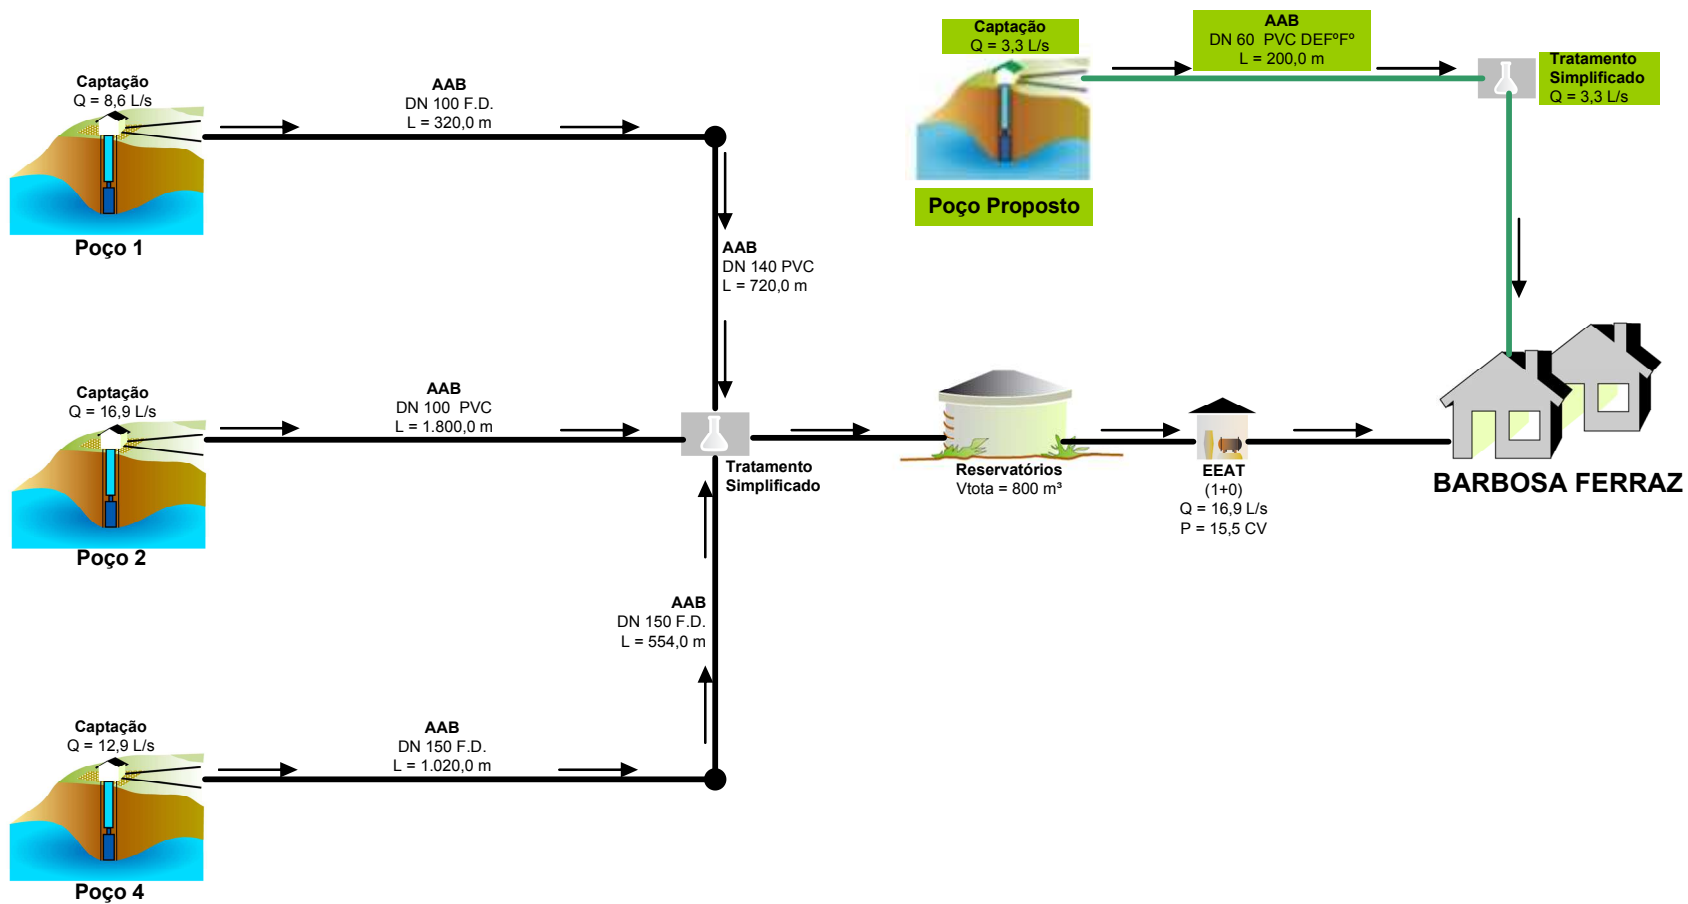 Captação
Q = 8,6 L/s
Poço 1
AAB
DN 100 F.D.
L = 320,0 m
AAB
DN 140 PVC
L = 720,0 m
Captação
Q = 3,3 L/s
Poço Proposto
AAB
DN 60 PVC DEFºFº
L = 200,0 m
Tratamento
Simplificado
Q = 3,3 L/s
Captação
Q = 16,9 L/s
Poço 2
AAB
DN 100 PVC
L = 1.800,0 m
Tratamento
Simplificado
Reservatórios
Vtota = 800 m³
EEAT
(1+0)
Q = 16,9 L/s
P = 15,5 CV
BARBOSA FERRAZ
AAB
DN 150 F.D.
L = 554,0 m
Captação
Q = 12,9 L/s
Poço 4
AAB
DN 150 F.D.
L = 1.020,0 m